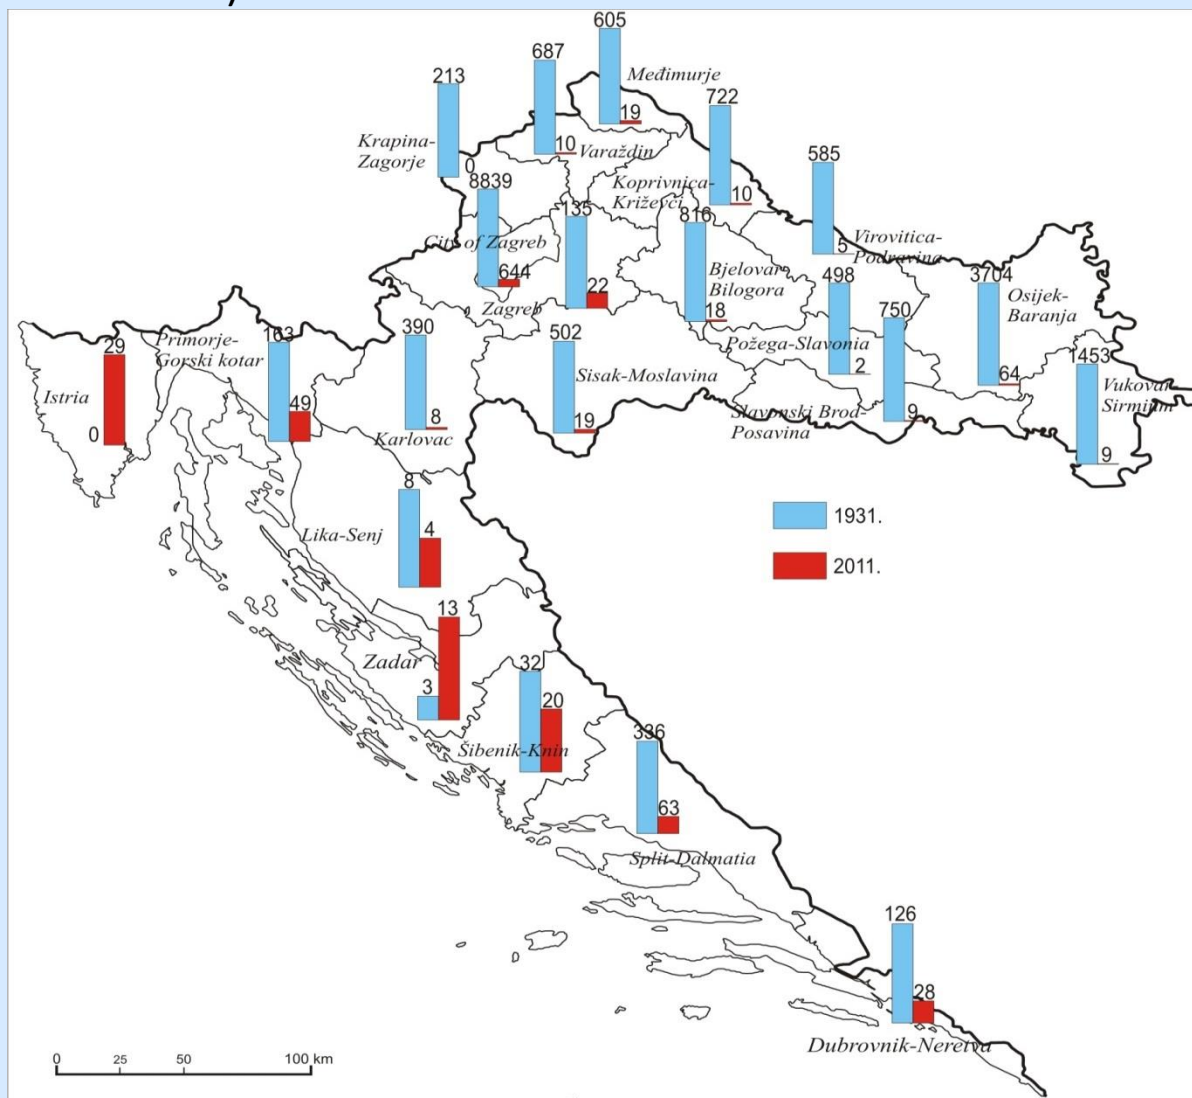 605
687
Međimurje
213
722
19
Krapina-
Zagorje
0
10
Varaždin
585
8839
Koprivnica-
Križevci
10
135
816
Virovitica-
Podravina
5
City of Zagreb
644
Bjelovar-
Bilogora
498
3704
Osijek-
Baranja
22
Zagreb
18
750
29
Primorje-
Gorski kotar
163
390
502
Požega-Slavonia
2
64
1453
Istria
0
Sisak-Moslavina
Vukovar-
Sirmium
49
8
Karlovac
19
Slavonski Brod-
Posavina
9
9
8
Lika-Senj
4
1931.
2011.
13
Zadar
3
32
20
Šibenik-Knin
336
63
Split-Dalmatia
126
28
Dubrovnik-Neretva
0 25 50 100 km